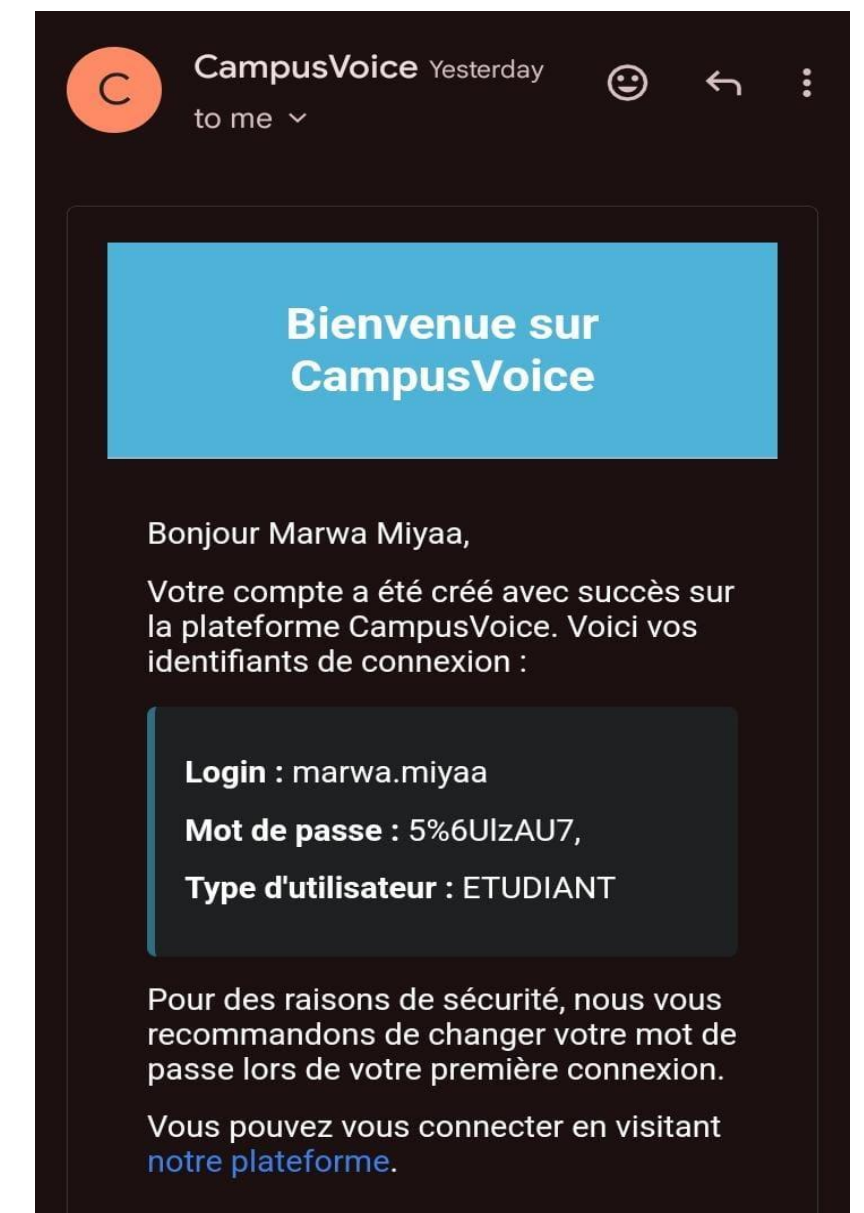 C
CampusVoice Yesterday
to me
Bienvenue sur
CampusVoice
Bonjour Marwa Miyaa,
Votre compte a été créé avec succès sur
la plateforme CampusVoice. Voici vos
identifiants de connexion :
Login : marwa.miyaa
Mot de passe : 5%6UlzAU7,
Type d'utilisateur : ETUDIANT
Pour des raisons de sécurité, nous vous
recommandons de changer votre mot de
passe lors de votre première connexion.
Vous pouvez vous connecter en visitant
notre plateforme.